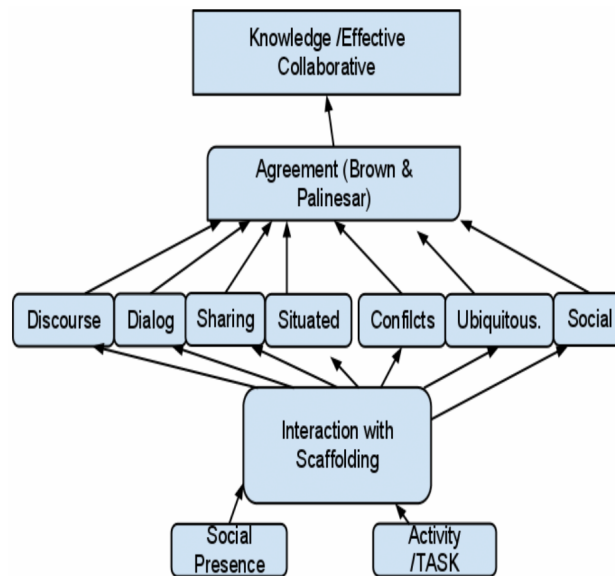 Knowledge /Effective
Collaborative
Agreement (Brown &
Palinesar)
Discourse
Dialog
Sharing
Situated
Confilcts
Ubiquitous.
Social
Interaction with
Scaffolding
Social
Presence
Activity
/TASK